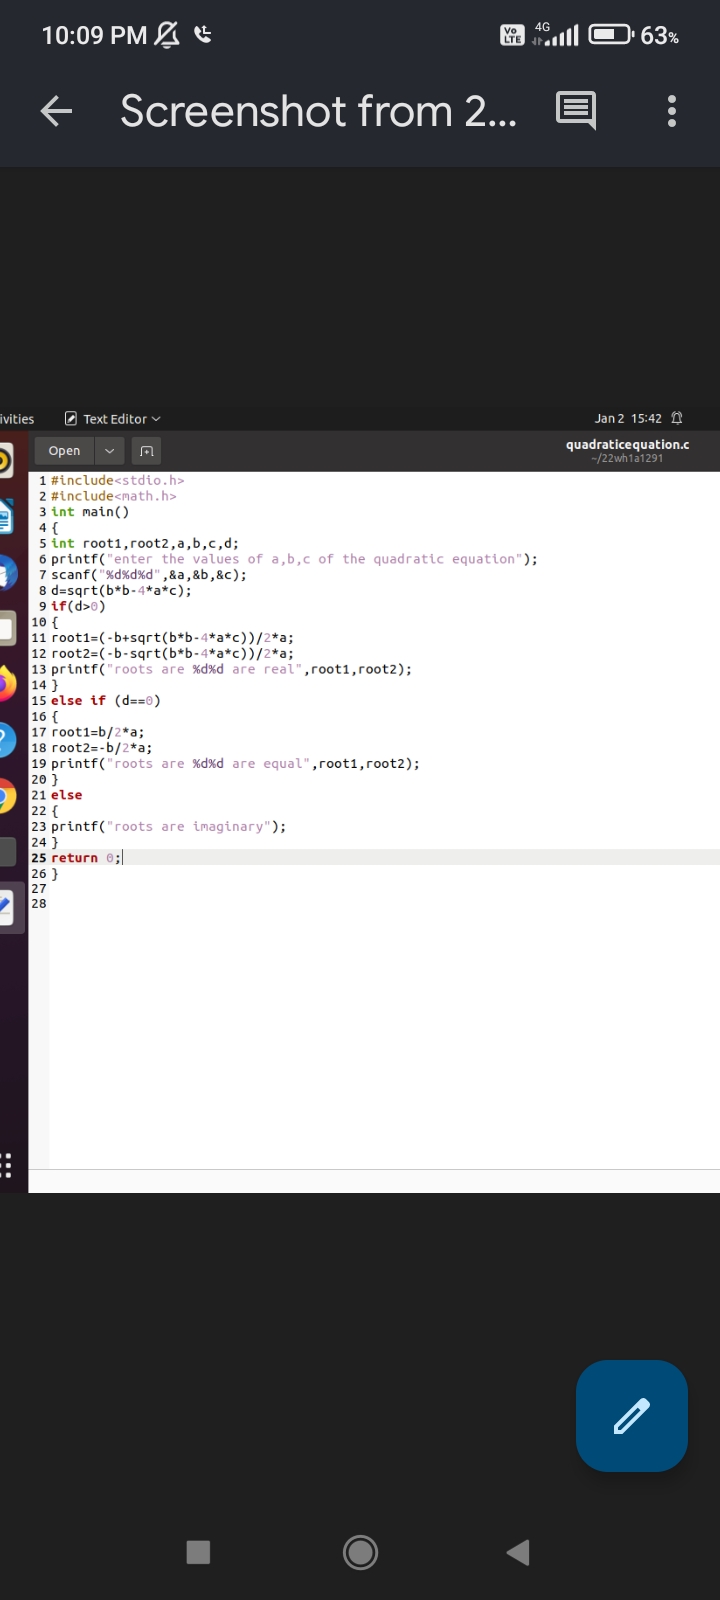 10:09 PM
Vo LTE 4G 63%
Screenshot from 2...
ivities Text Editor Jan 2 15:42
Open quadraticequation.c
~/22wh1a1291
1 #include<stdio.h>
2 #include<math.h>
3 int main()
4 {
5 int root1,root2,a,b,c,d;
6 printf("enter the values of a,b,c of the quadratic equation");
7 scanf("%d%d%d",&a,&b,&c);
8 d=sqrt(b*b-4*a*c);
9 if(d>0)
10 {
11 root1=(-b+sqrt(b*b-4*a*c))/2*a;
12 root2=(-b-sqrt(b*b-4*a*c))/2*a;
13 printf("roots are %d%d are real",root1,root2);
14 }
15 else if (d==0)
16 {
17 root1=b/2*a;
18 root2=-b/2*a;
19 printf("roots are %d%d are equal",root1,root2);
20 }
21 else
22 {
23 printf("roots are imaginary");
24 }
25 return 0;
26 }
27
28